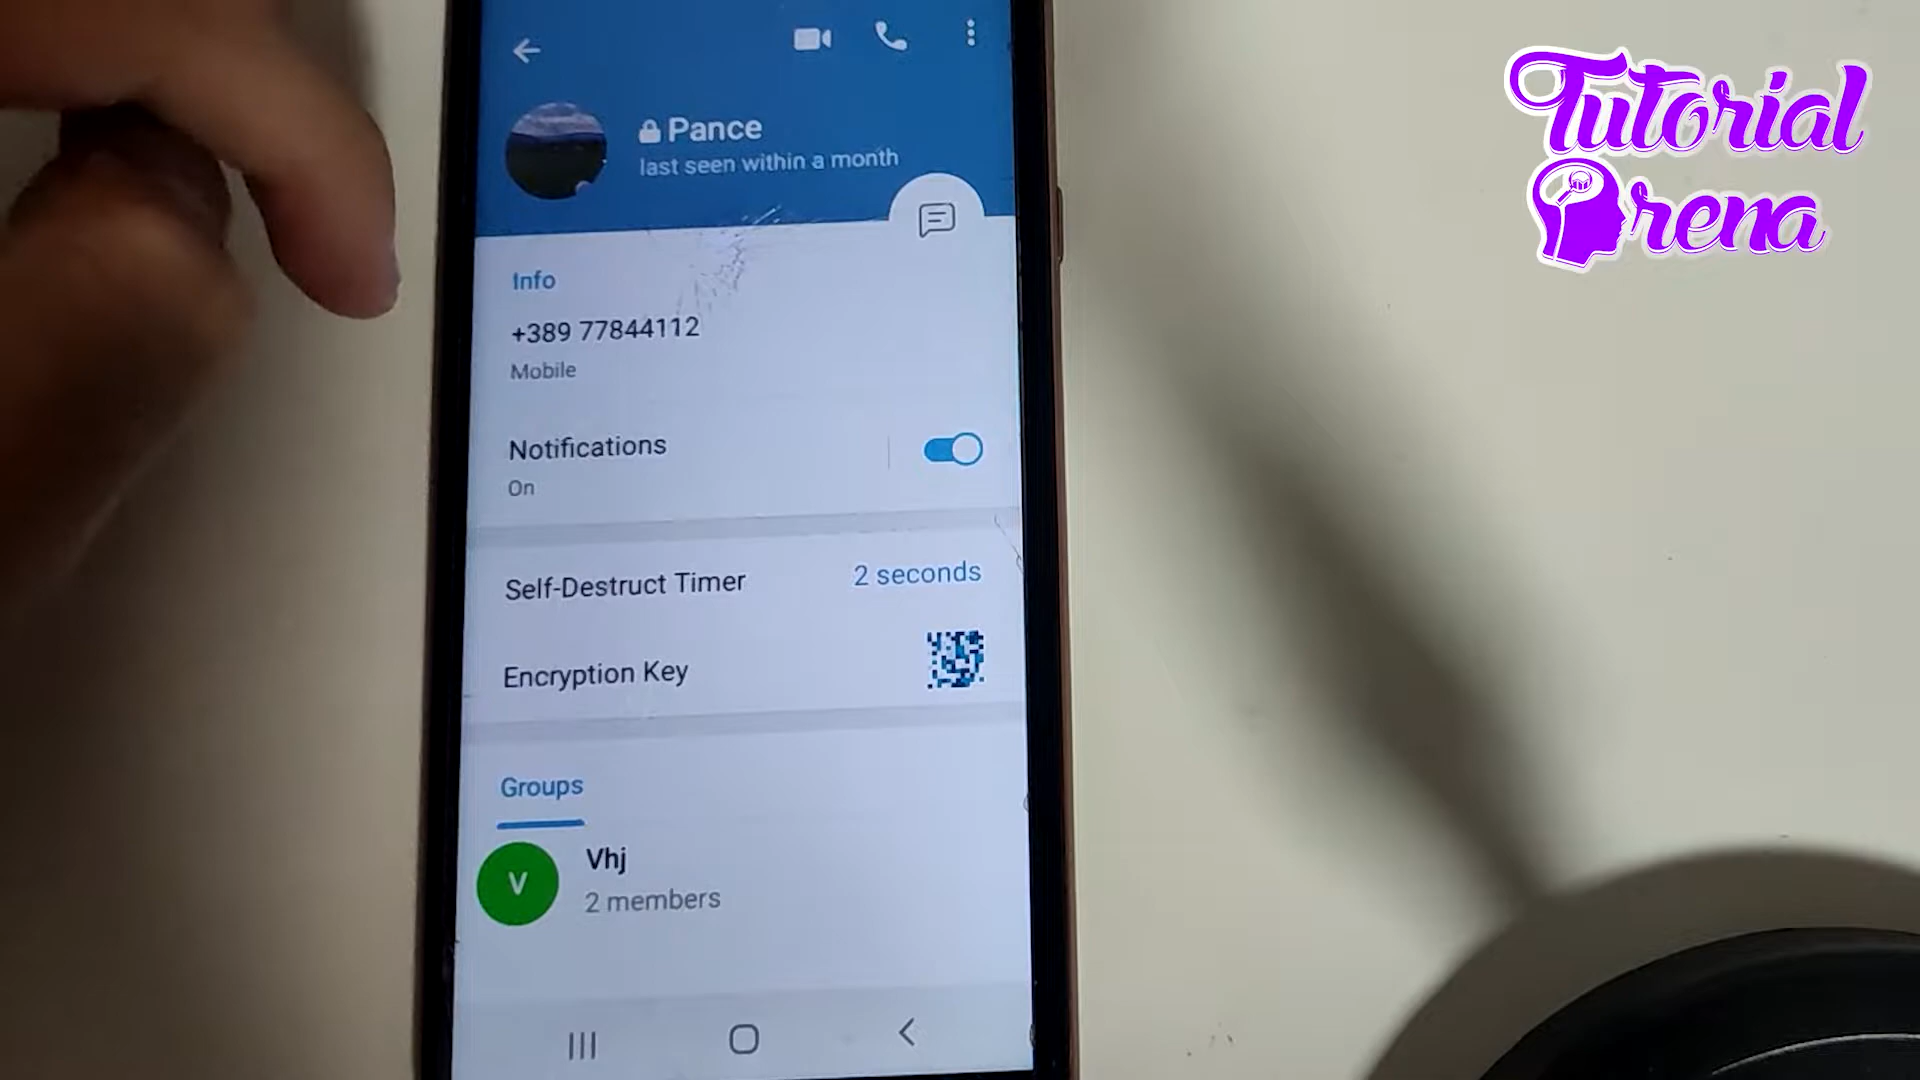 Pance
last seen within a month
Info
+389 77844112
Mobile
Notifications
On
Self-Destruct Timer
2 seconds
Encryption Key
Groups
V
Vhj
2 members
Tutorial
Arena